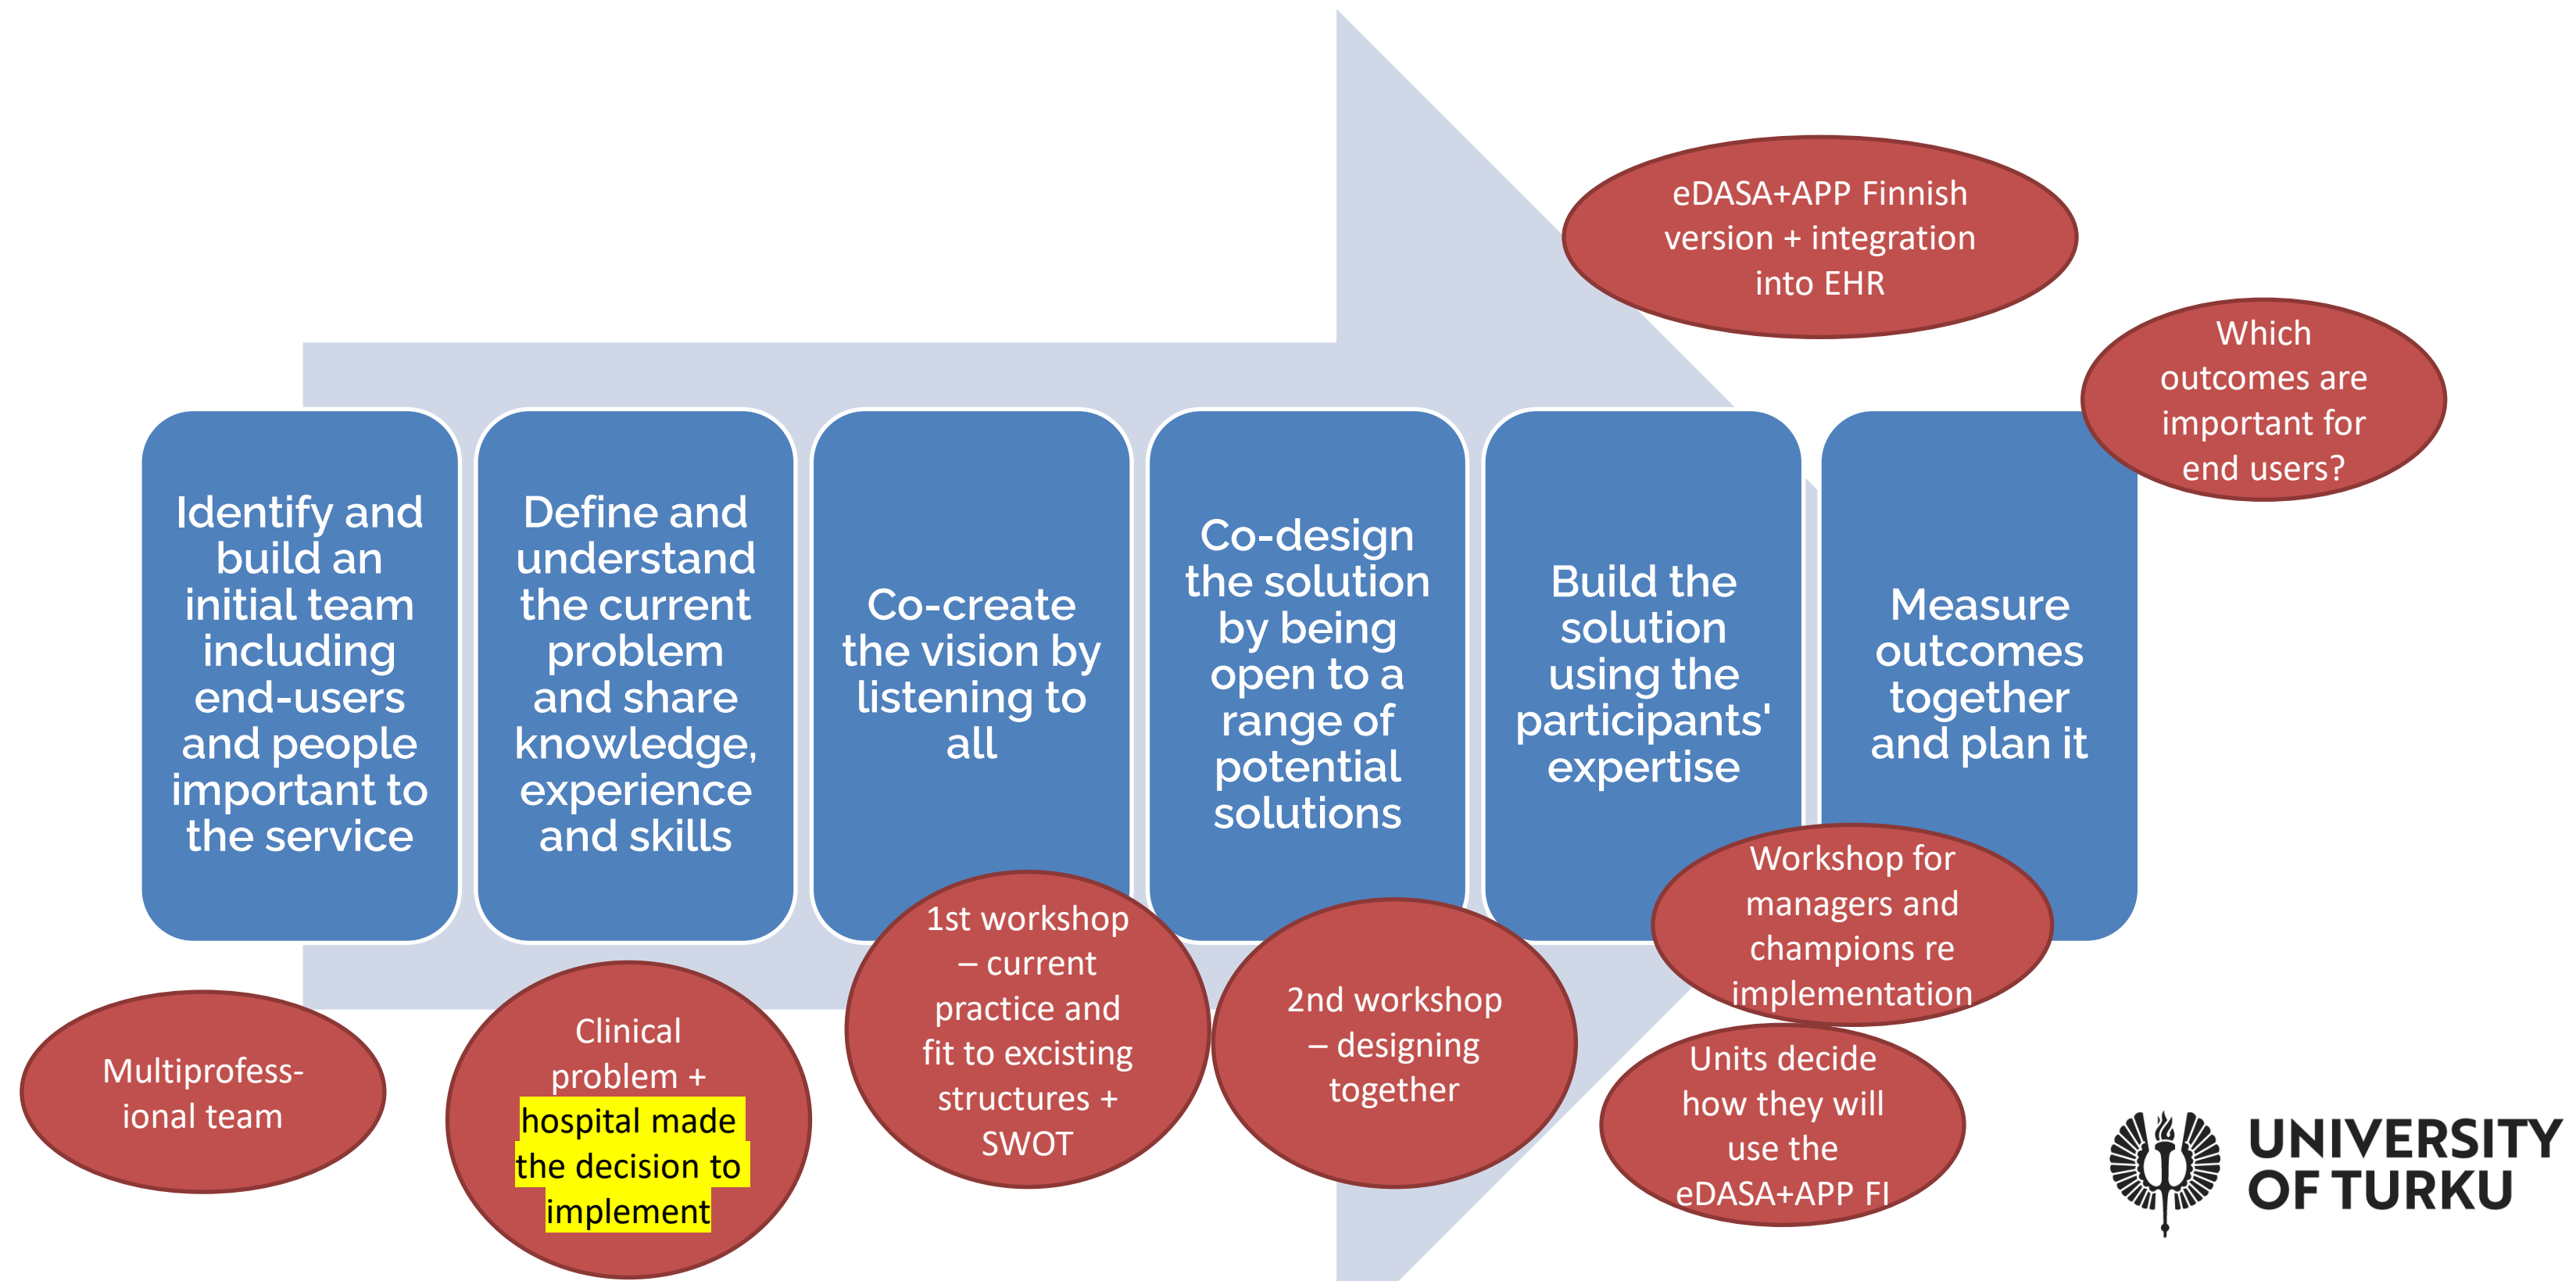 eDASA+APP Finnish
version + integration
into EHR
Which
outcomes are
important for
end users?
Identify and
build an
initial team
including
end-users
and people
important to
the service
Define and
understand
the current
problem
and share
knowledge,
experience
and skills
Co-create
the vision by
listening to
all
Co-design
the solution
by being
open to a
range of
potential
solutions
Build the
solution
using the
participants'
expertise
Measure
outcomes
together
and plan it
Multiprofess-
ional team
Clinical
problem +
hospital made
the decision to
implement
1st workshop
– current
practice and
fit to excisting
structures +
SWOT
2nd workshop
– designing
together
Workshop for
managers and
champions re
implementation
Units decide
how they will
use the
eDASA+APP FI
UNIVERSITY
OF TURKU